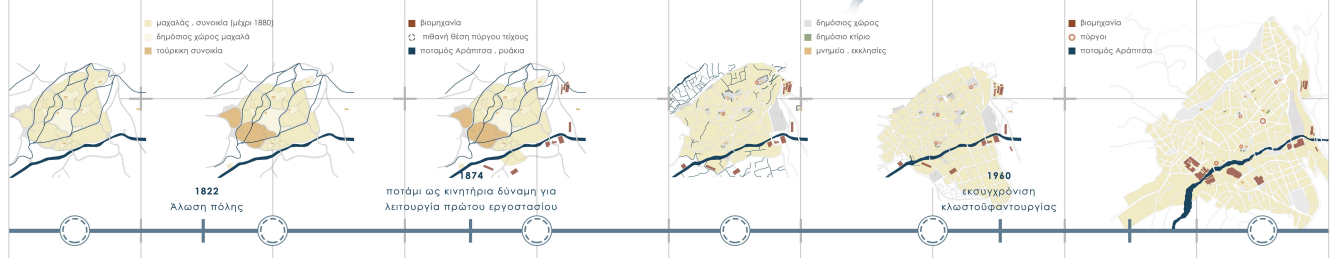 μαχαλάς . συνοικία (μέχρι 1880)
δημόσιος χώρος μαχαλά
τούρκικη συνοικία
βιομηχανία
πιθανή θέση πύργου τείχους
ποταμός Αράπιτσα . ρυάκια
δημόσιος χώρος
δημόσιο κτίριο
μνημείο . εκκλησίες
βιομηχανία
πύργοι
ποταμός Αράπιτσα
1822
Άλωση πόλης
1874
ποτάμι ως κινητήρια δύναμη για
λειτουργία πρώτου εργοστασίου
1960
εκσυγχρόνιση
κλωστοϋφαντουργίας